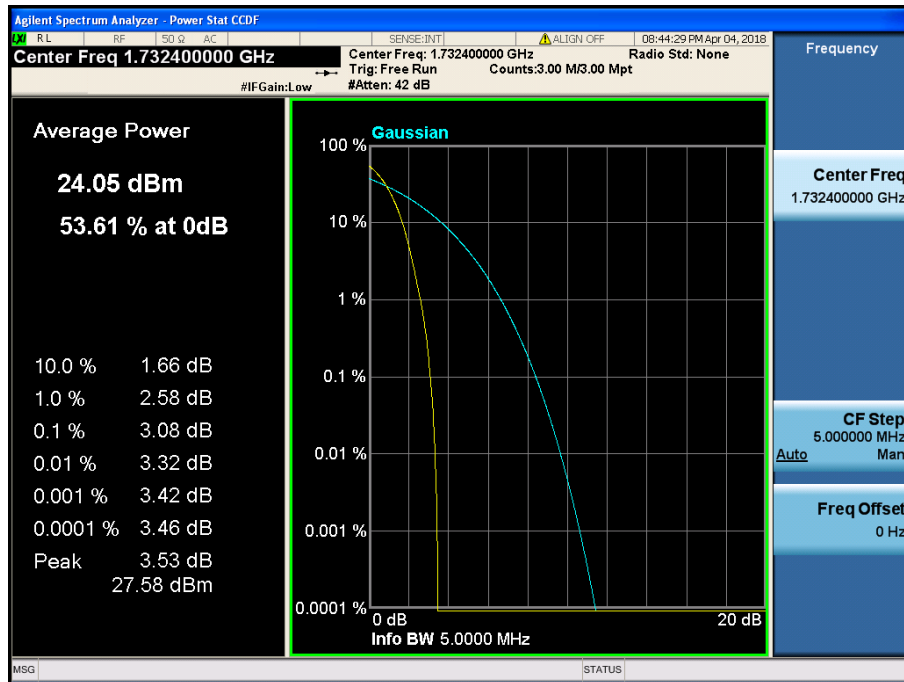 Agilent Spectrum Analyzer - Power Stat CCDF
LXI RL RF 50 Ω AC SENSE:INT ALIGN OFF 08:44:29 PM Apr 04, 2018
Center Freq 1.732400000 GHz
Center Freq: 1.732400000 GHz Radio Std: None
Trig: Free Run Counts:3.00 M/3.00 Mpt
#IFGain:Low #Atten: 42 dB
Frequency
Average Power
24.05 dBm
53.61 % at 0dB
10.0 % 1.66 dB
1.0 % 2.58 dB
0.1 % 3.08 dB
0.01 % 3.32 dB
0.001 % 3.42 dB
0.0001 % 3.46 dB
Peak 3.53 dB
27.58 dBm
Gaussian
100 %
10 %
1 %
0.1 %
0.01 %
0.001 %
0.0001 %
0 dB 20 dB
Info BW 5.0000 MHz
Center Freq
1.732400000 GHz
CF Step
5.000000 MHz
Auto Man
Freq Offset
0 Hz
MSG STATUS